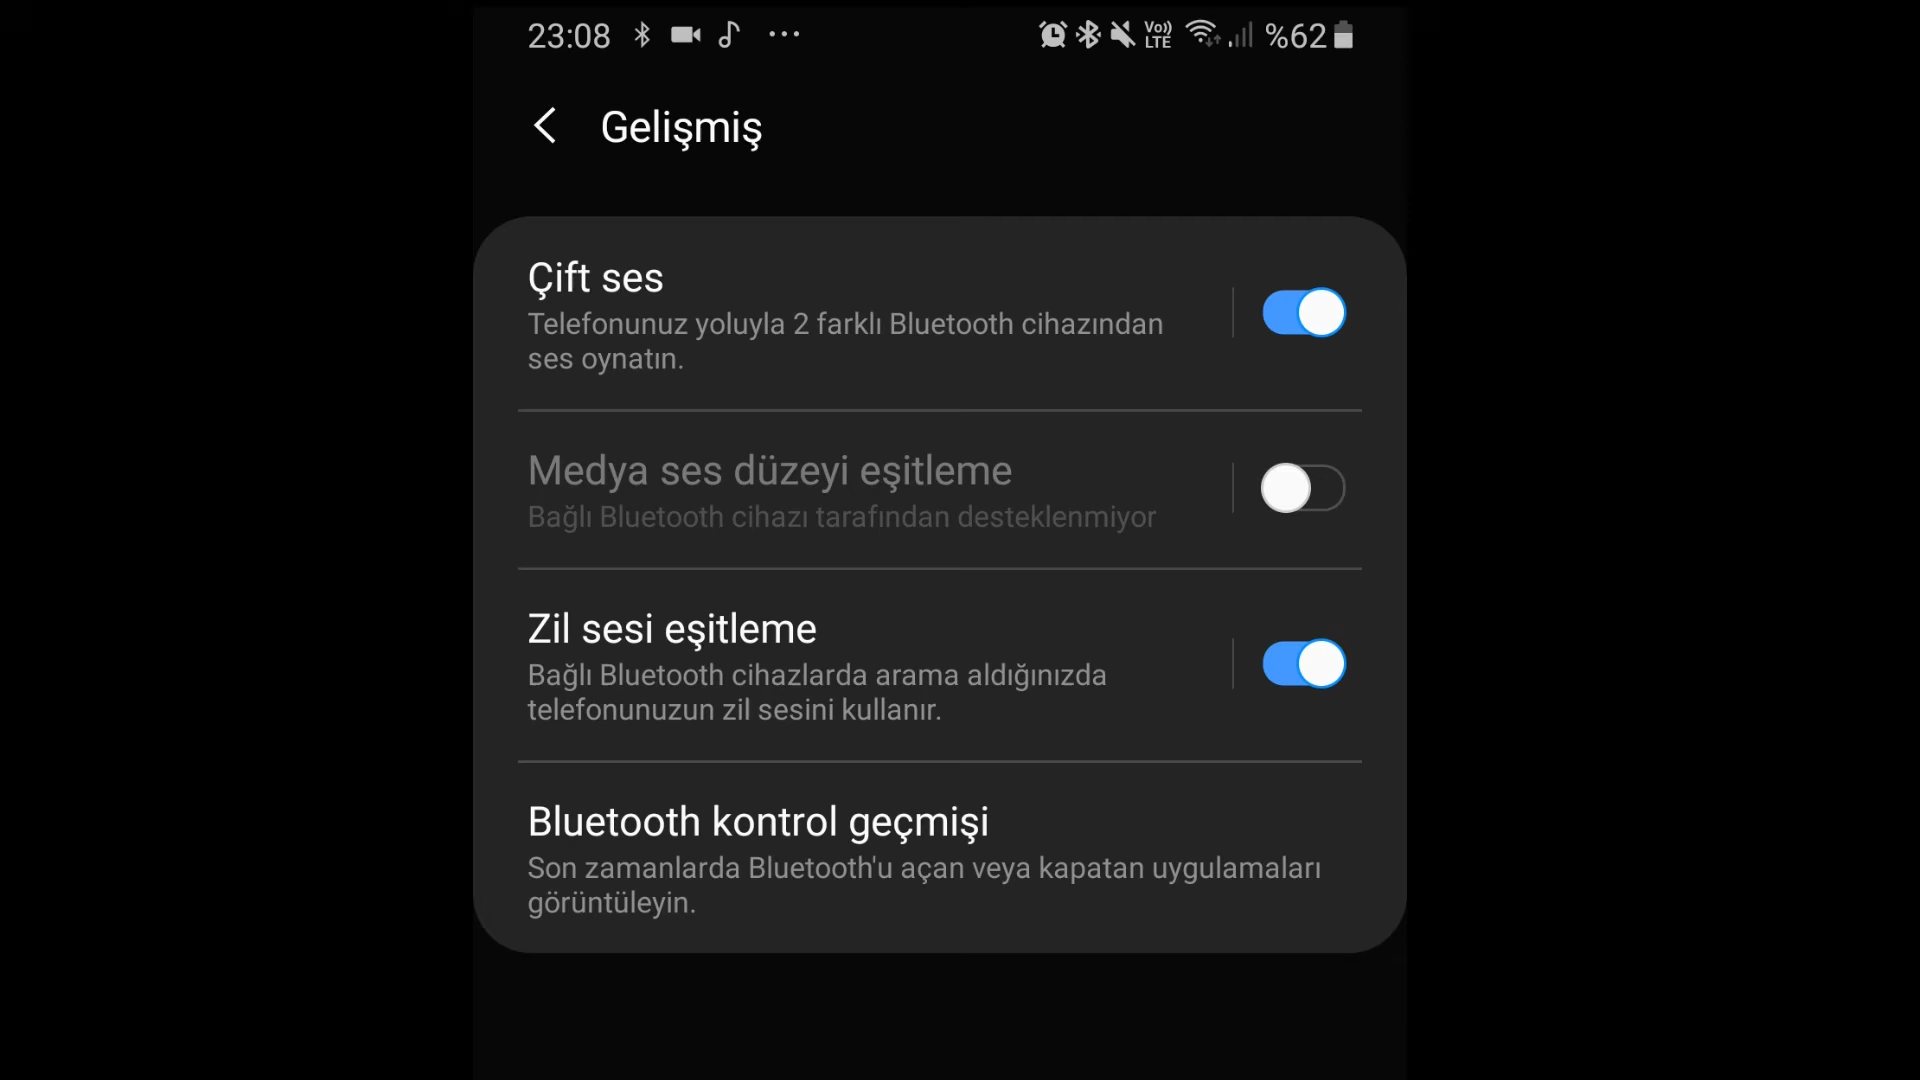 23:08
Vo)) LTE
%62
Gelişmiş
Çift ses
Telefonunuz yoluyla 2 farklı Bluetooth cihazından
ses oynatın.
Medya ses düzeyi eşitleme
Bağlı Bluetooth cihazı tarafından desteklenmiyor
Zil sesi eşitleme
Bağlı Bluetooth cihazlarda arama aldığınızda
telefonunuzun zil sesini kullanır.
Bluetooth kontrol geçmişi
Son zamanlarda Bluetooth'u açan veya kapatan uygulamaları
görüntüleyin.